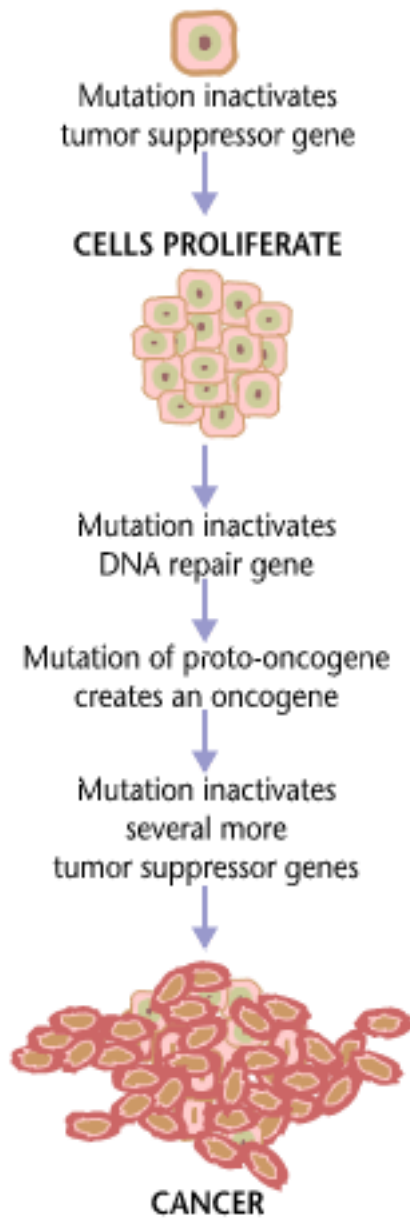 Mutation inactivates
tumor suppressor gene
CELLS PROLIFERATE
Mutation inactivates
DNA repair gene
Mutation of proto-oncogene
creates an oncogene
Mutation inactivates
several more
tumor suppressor genes
CANCER